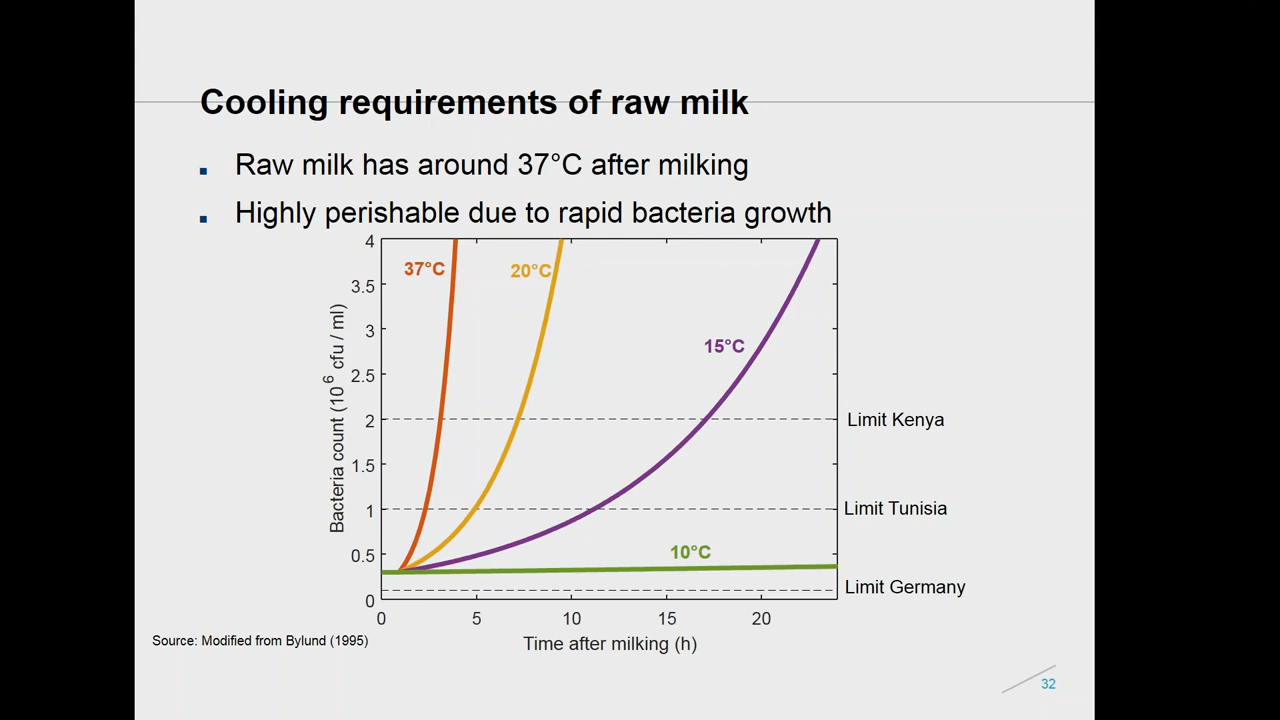 Cooling requirements of raw milk
▪ Raw milk has around 37°C after milking
▪ Highly perishable due to rapid bacteria growth
4
3.5
3
2.5
2
1.5
1
0.5
0
Bacteria count (10^6 cfu / ml)
37°C
20°C
15°C
10°C
Limit Kenya
Limit Tunisia
Limit Germany
0 5 10 15 20
Time after milking (h)
Source: Modified from Bylund (1995)
32